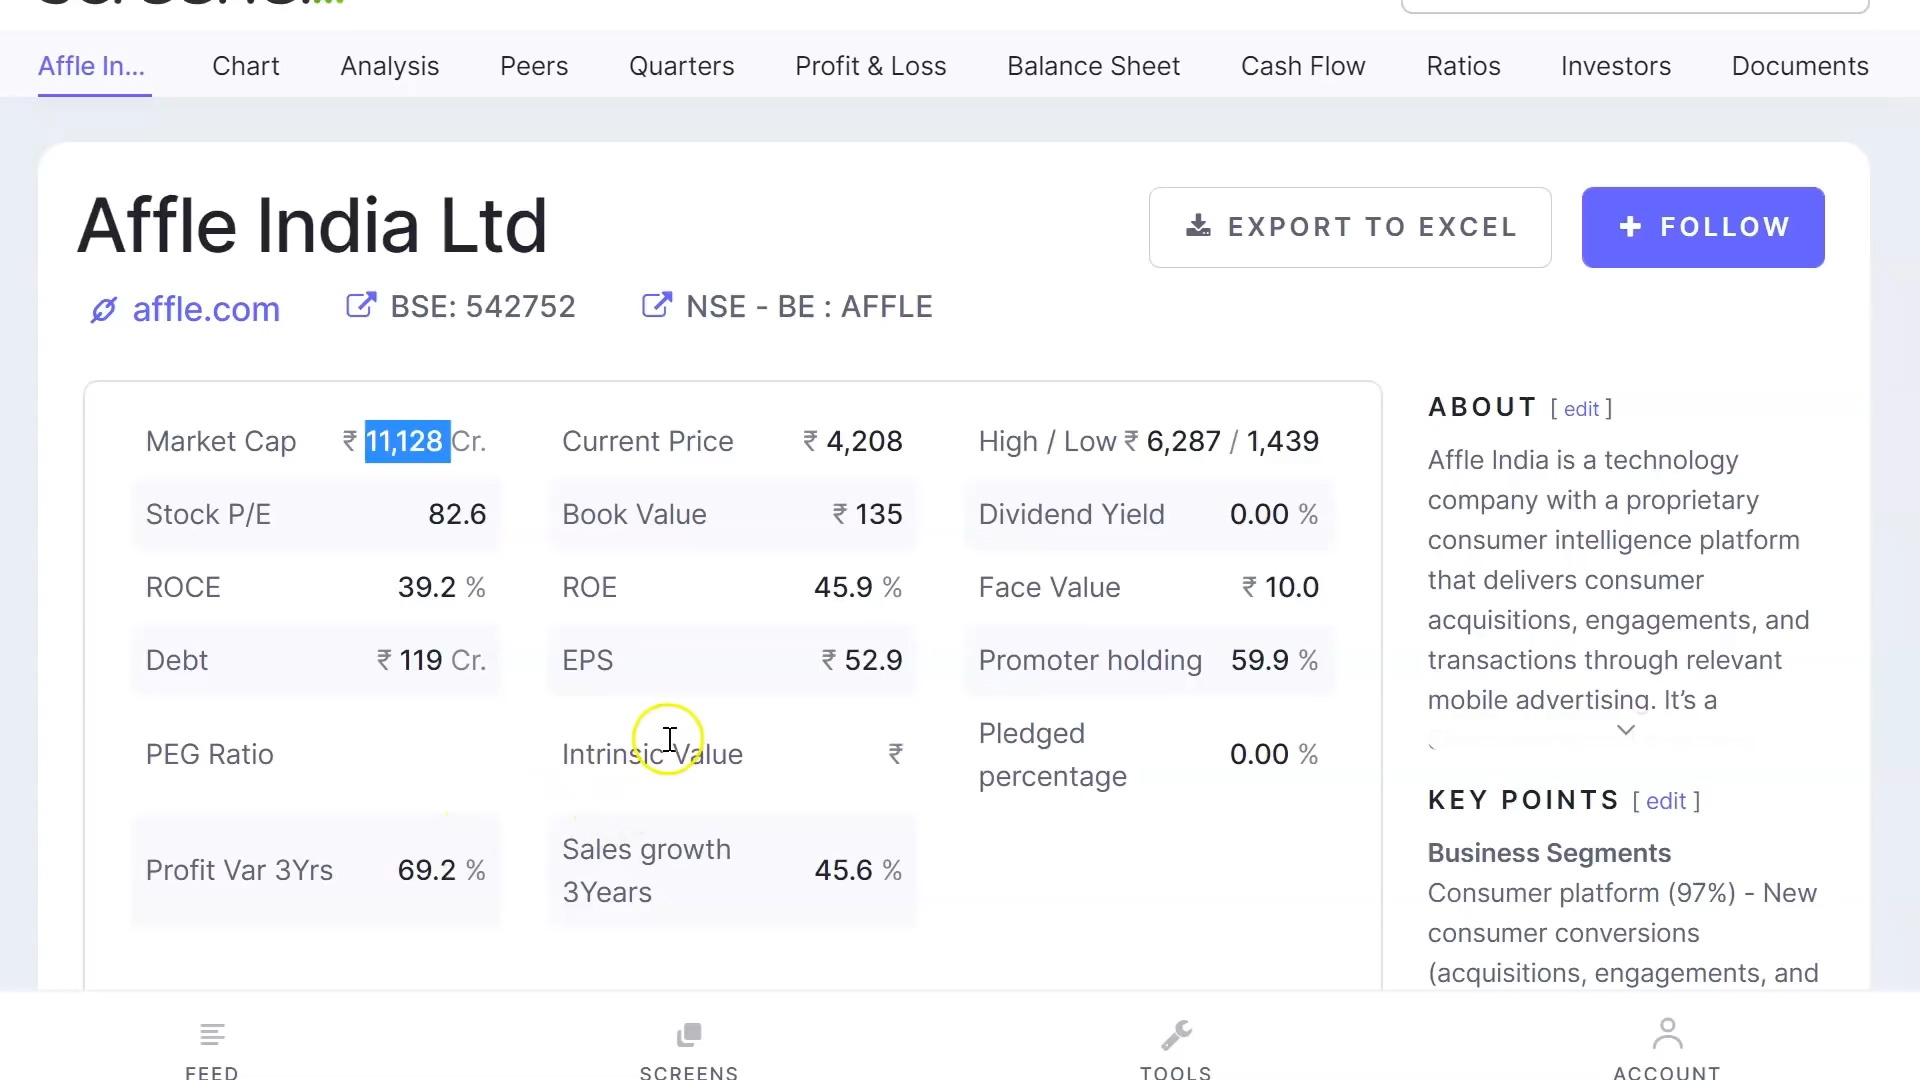 Affle In...
Chart
Analysis
Peers
Quarters
Profit & Loss
Balance Sheet
Cash Flow
Ratios
Investors
Documents
Affle India Ltd
EXPORT TO EXCEL
+ FOLLOW
affle.com
BSE: 542752
NSE - BE : AFFLE
Market Cap ₹ 11,128 Cr.
Current Price ₹ 4,208
High / Low ₹ 6,287 / 1,439
Stock P/E 82.6
Book Value ₹ 135
Dividend Yield 0.00 %
ROCE 39.2 %
ROE 45.9 %
Face Value ₹ 10.0
Debt ₹ 119 Cr.
EPS ₹ 52.9
Promoter holding 59.9 %
PEG Ratio
Intrinsic Value ₹
Pledged
percentage 0.00 %
Profit Var 3Yrs 69.2 %
Sales growth
3Years 45.6 %
ABOUT [ edit ]
Affle India is a technology
company with a proprietary
consumer intelligence platform
that delivers consumer
acquisitions, engagements, and
transactions through relevant
mobile advertising. It’s a
KEY POINTS [ edit ]
Business Segments
Consumer platform (97%) - New
consumer conversions
(acquisitions, engagements, and
FEED
SCREENS
TOOLS
ACCOUNT